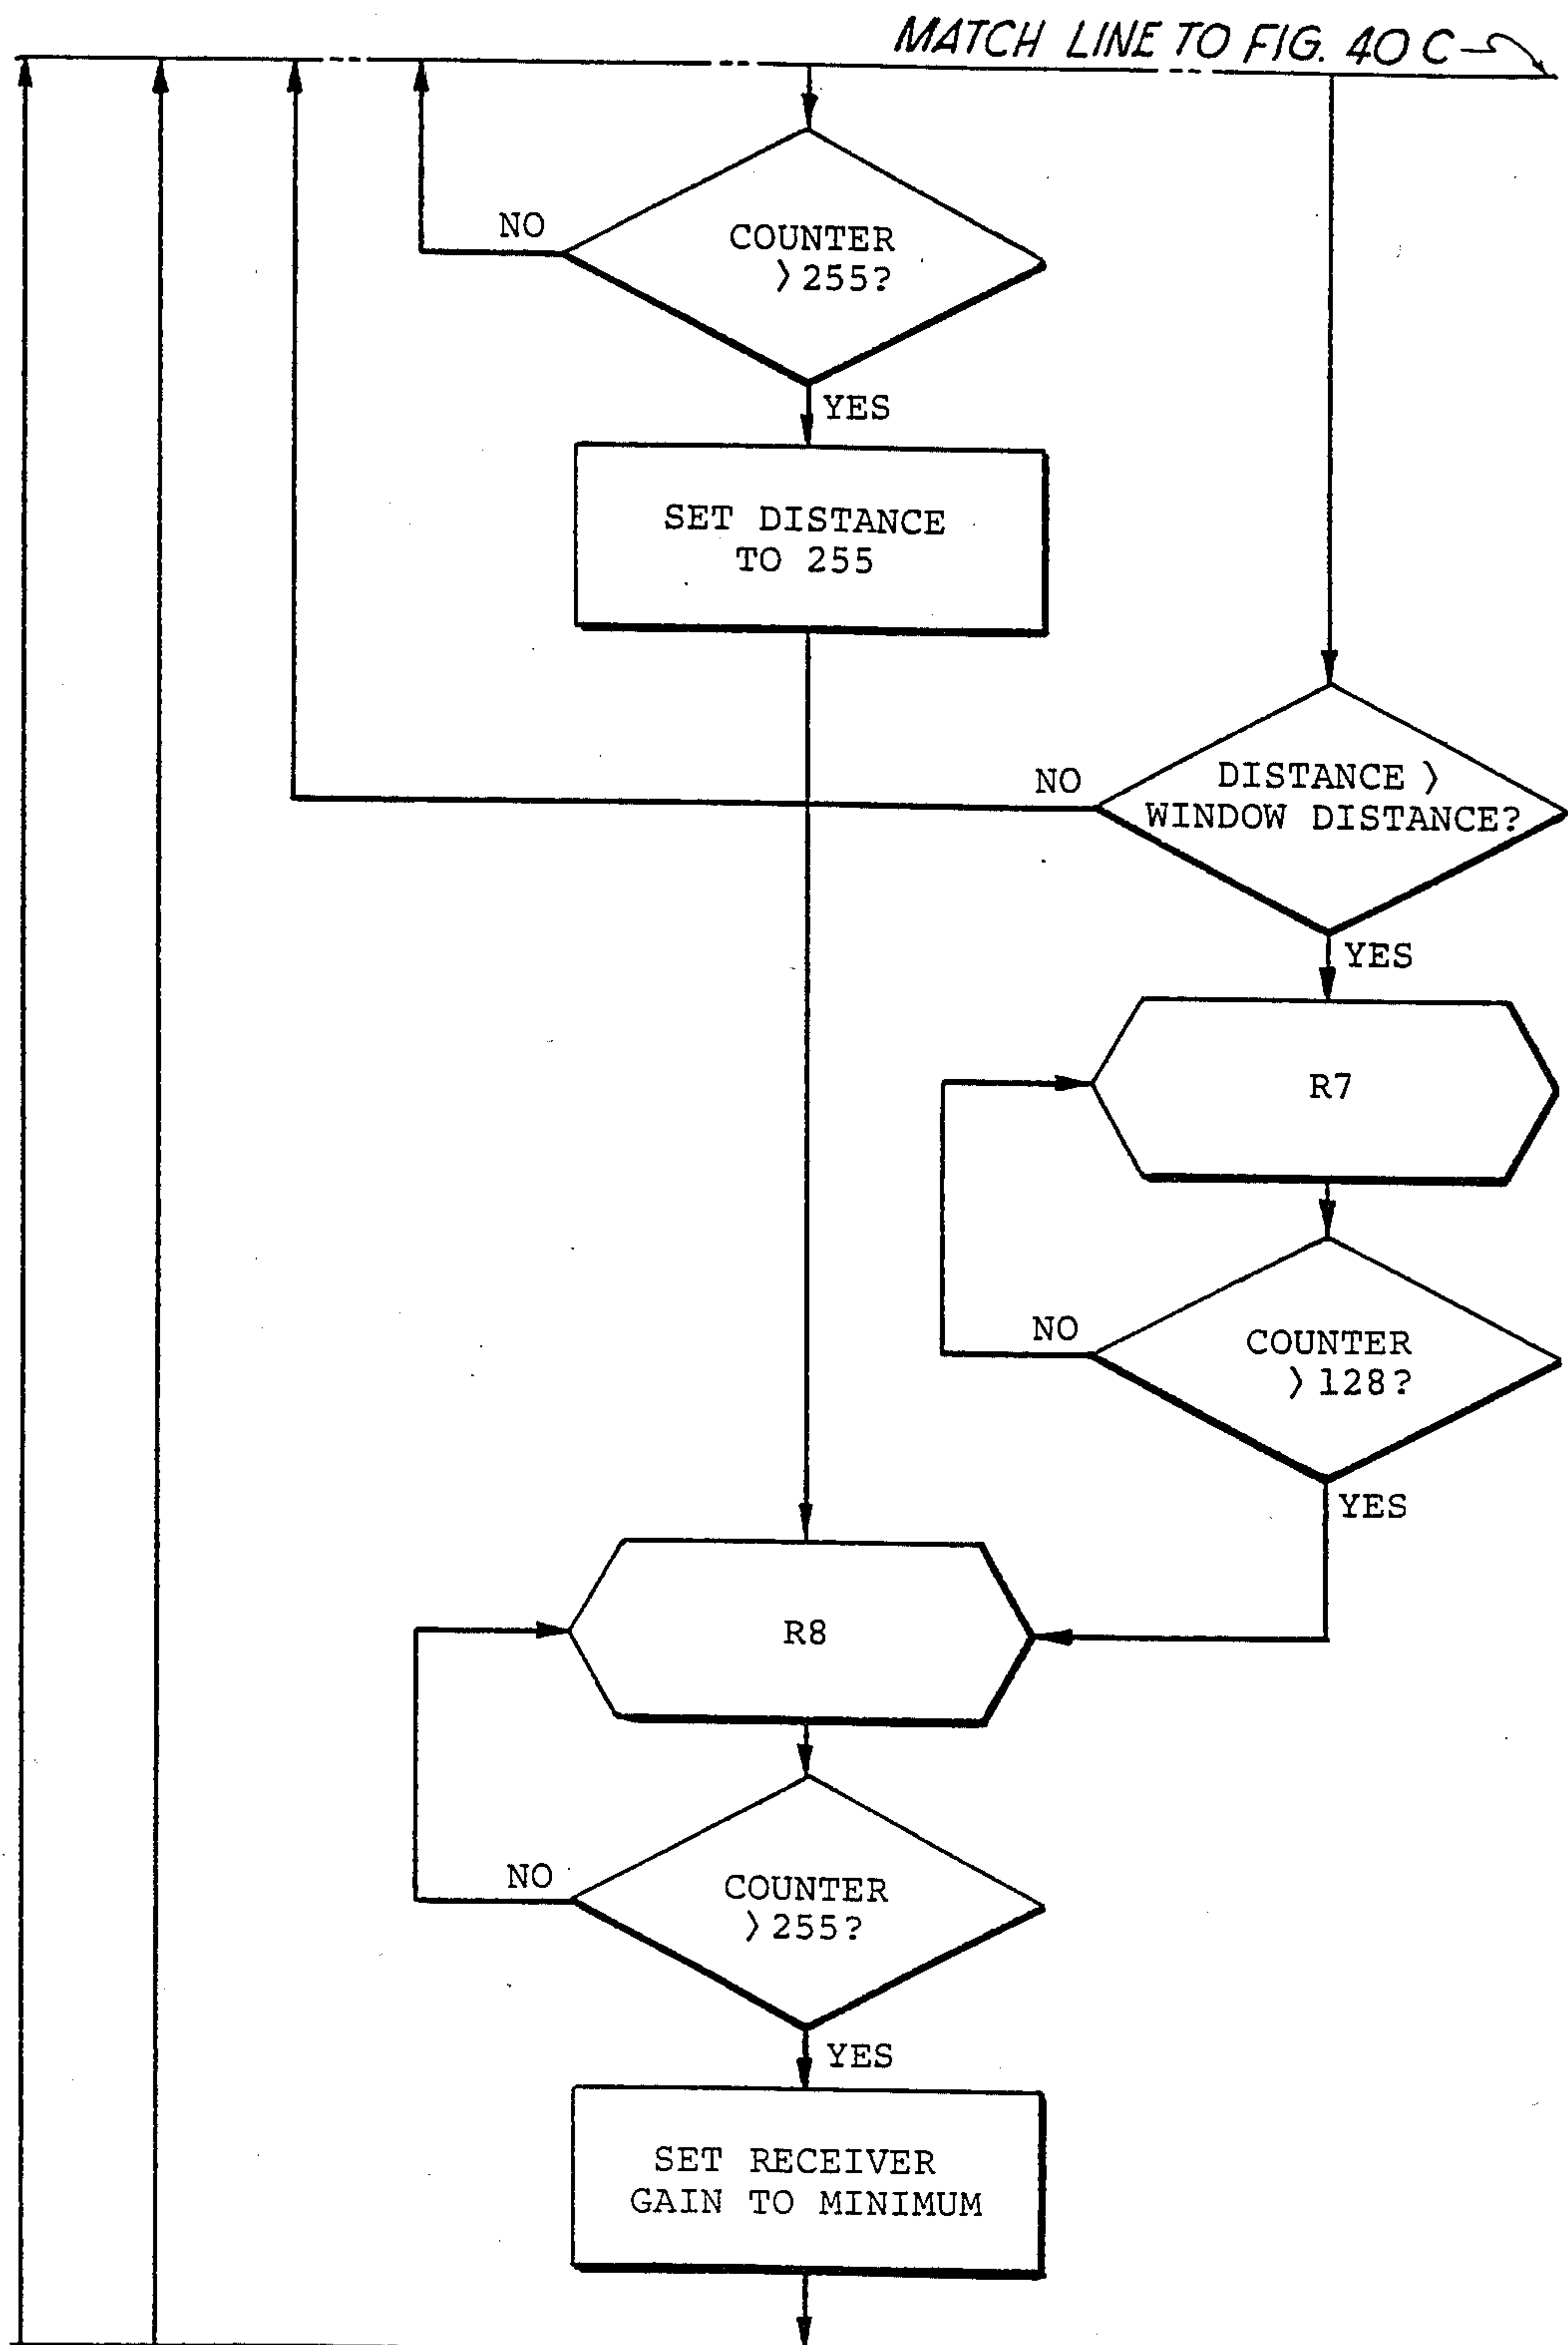 MATCH LINE TO FIG. 40 C
NO
COUNTER
> 255?
YES
SET DISTANCE
TO 255
NO
DISTANCE >
WINDOW DISTANCE?
YES
R7
NO
COUNTER
> 128?
YES
R8
NO
COUNTER
> 255?
YES
SET RECEIVER
GAIN TO MINIMUM